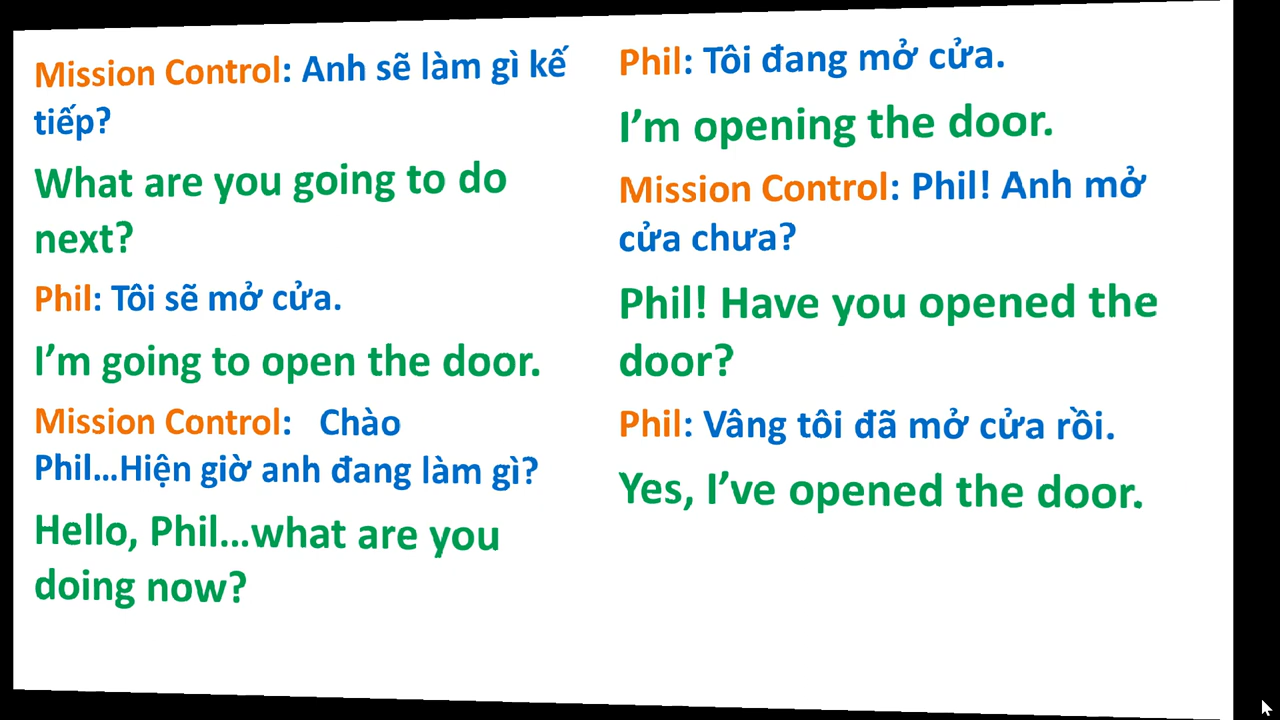 Mission Control: Anh sẽ làm gì kế
tiếp?
What are you going to do
next?
Phil: Tôi sẽ mở cửa.
I’m going to open the door.
Mission Control: Chào
Phil...Hiện giờ anh đang làm gì?
Hello, Phil...what are you
doing now?
Phil: Tôi đang mở cửa.
I’m opening the door.
Mission Control: Phil! Anh mở
cửa chưa?
Phil! Have you opened the
door?
Phil: Vâng tôi đã mở cửa rồi.
Yes, I’ve opened the door.